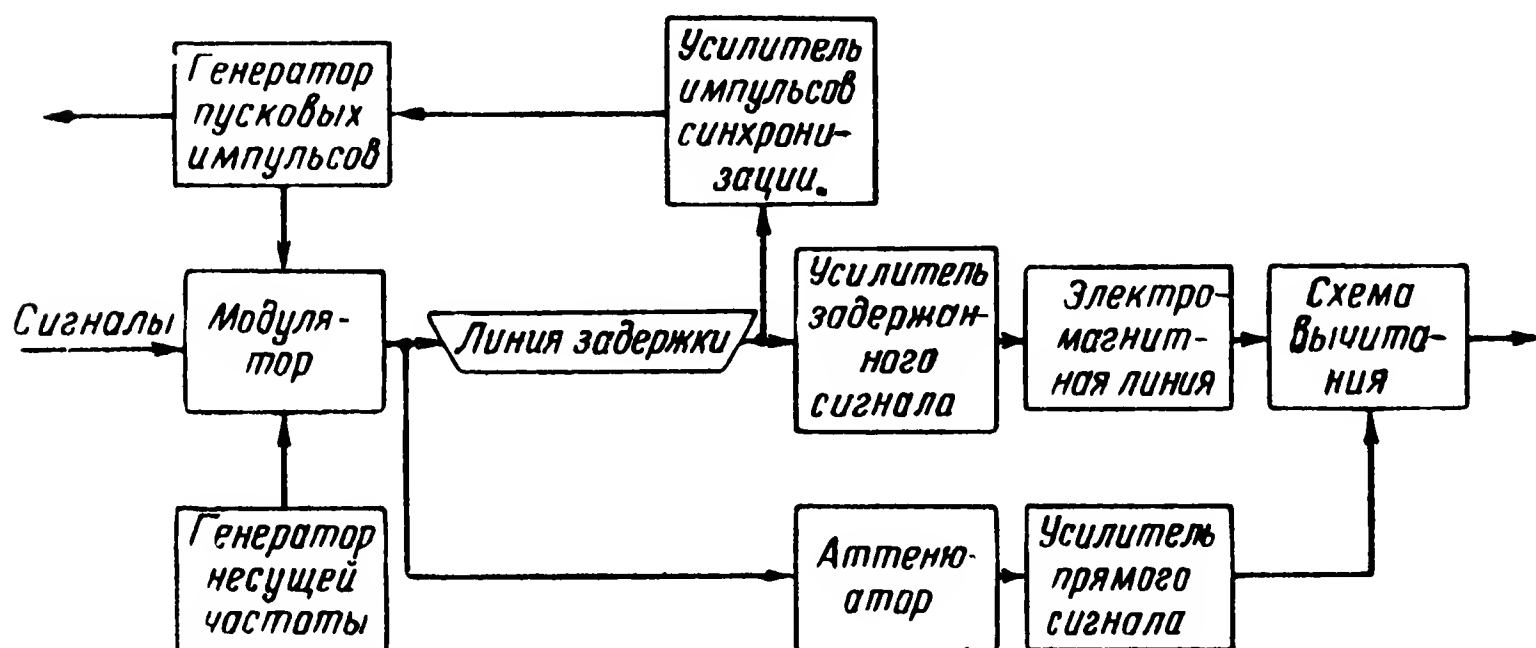 Генератор
пусковых
импульсов
Усилитель
импульсов
синхрони-
зации.
Сигналы
Модуля-
тор
Линия задержки
Усилитель
задержан-
ного
сигнала
Электро-
магнит-
ная линия
Схема
вычита-
ния
Генератор
несущей
частоты
Аттеню-
атор
Усилитель
прямого
сигнала